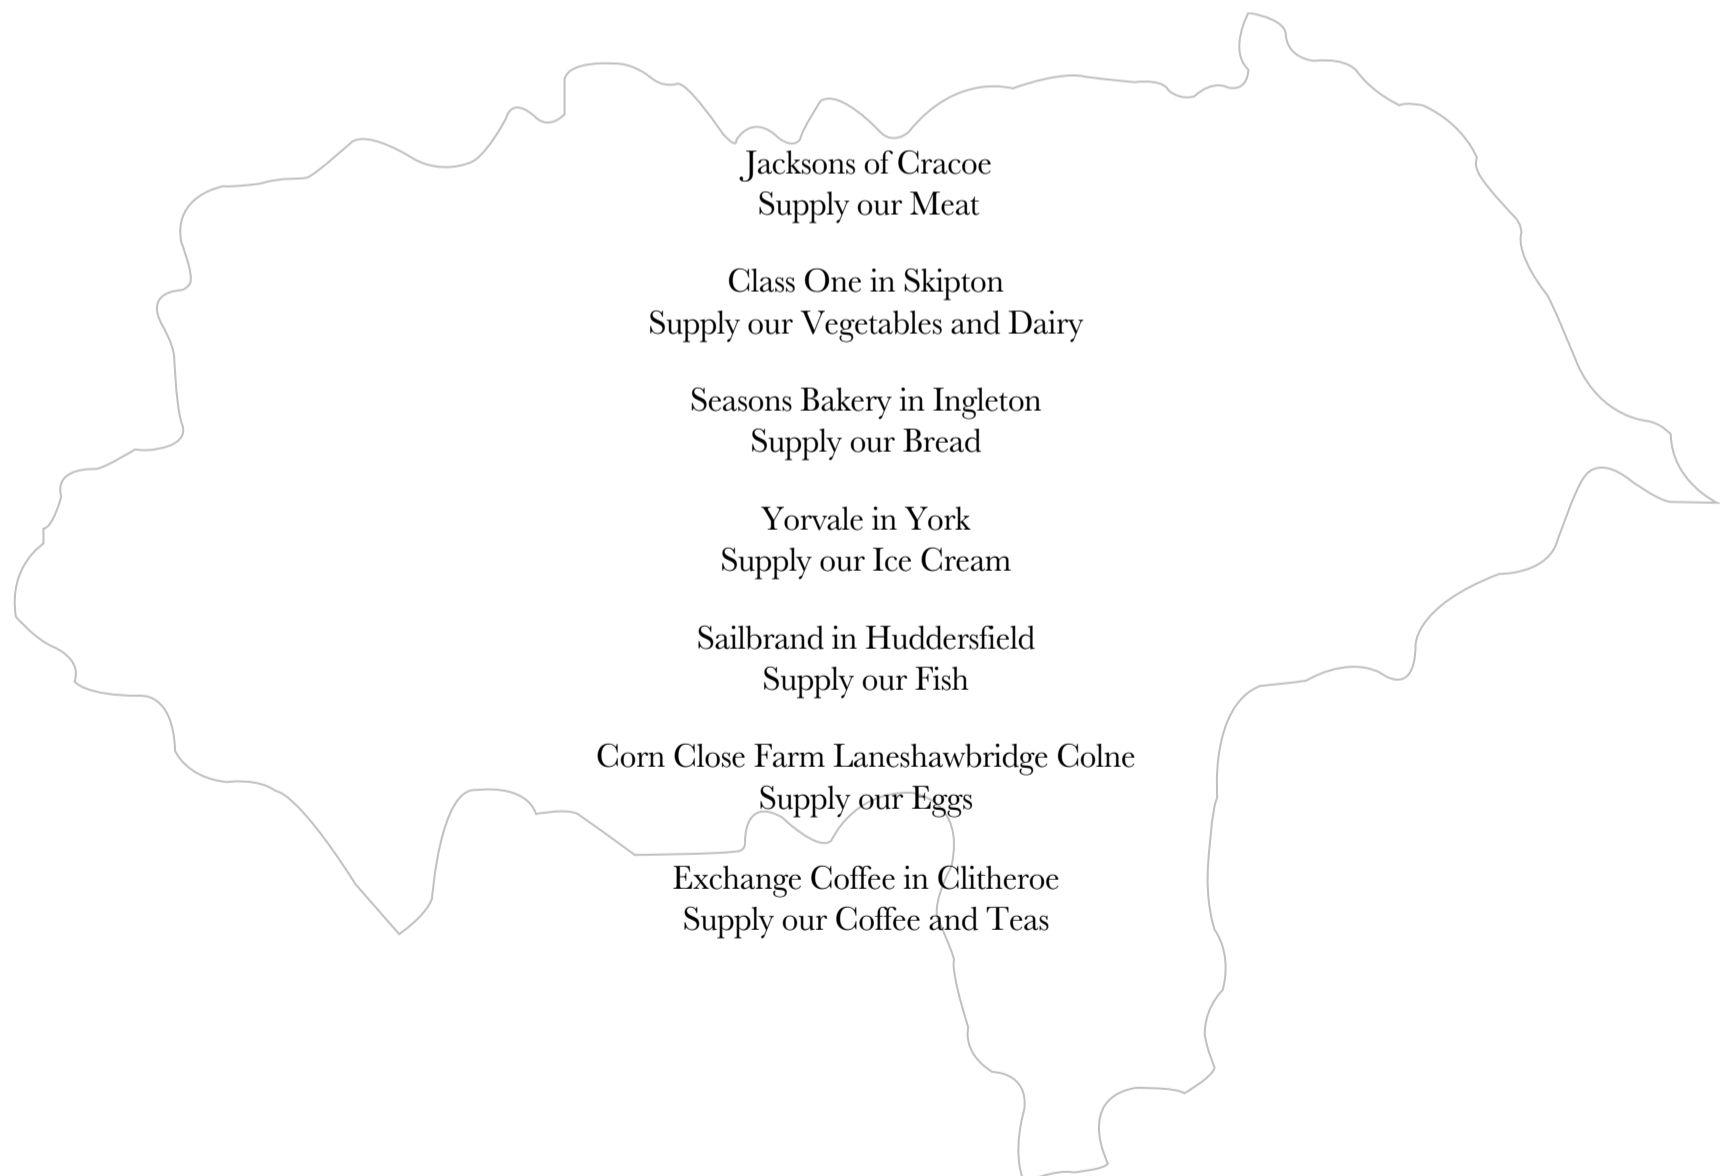 Jacksons of Cracoe
Supply our Meat
Class One in Skipton
Supply our Vegetables and Dairy
Seasons Bakery in Ingleton
Supply our Bread
Yorvale in York
Supply our Ice Cream
Sailbrand in Huddersfield
Supply our Fish
Corn Close Farm Laneshawbridge Colne
Supply our Eggs
Exchange Coffee in Clitheroe
Supply our Coffee and Teas